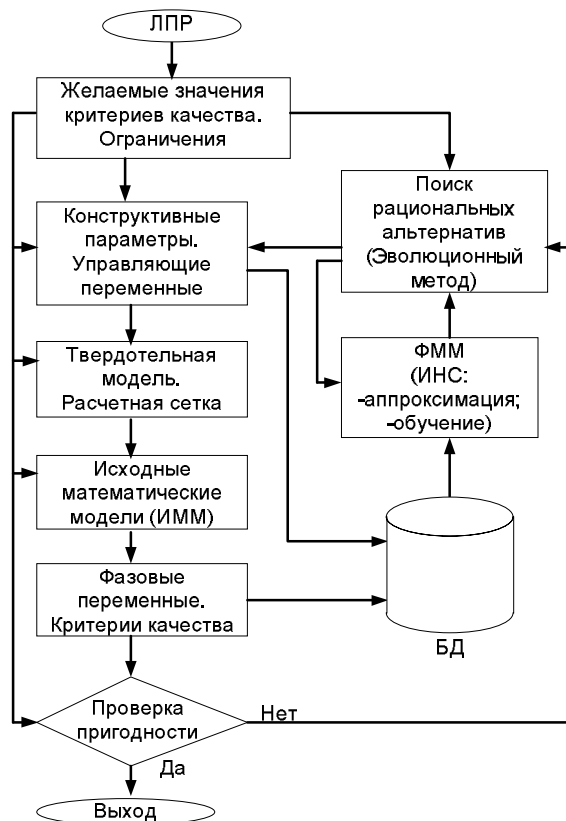 ЛПР
Желаемые значения
критериев качества.
Ограничения
Конструктивные
параметры.
Управляющие
переменные
Поиск
рациональных
альтернатив
(Эволюционный
метод)
Твердотельная
модель.
Расчетная сетка
ФММ
(ИНС:
-аппроксимация;
-обучение)
Исходные
математические
модели (ИММ)
Фазовые
переменные.
Критерии качества
БД
Проверка
пригодности
Нет
Да
Выход